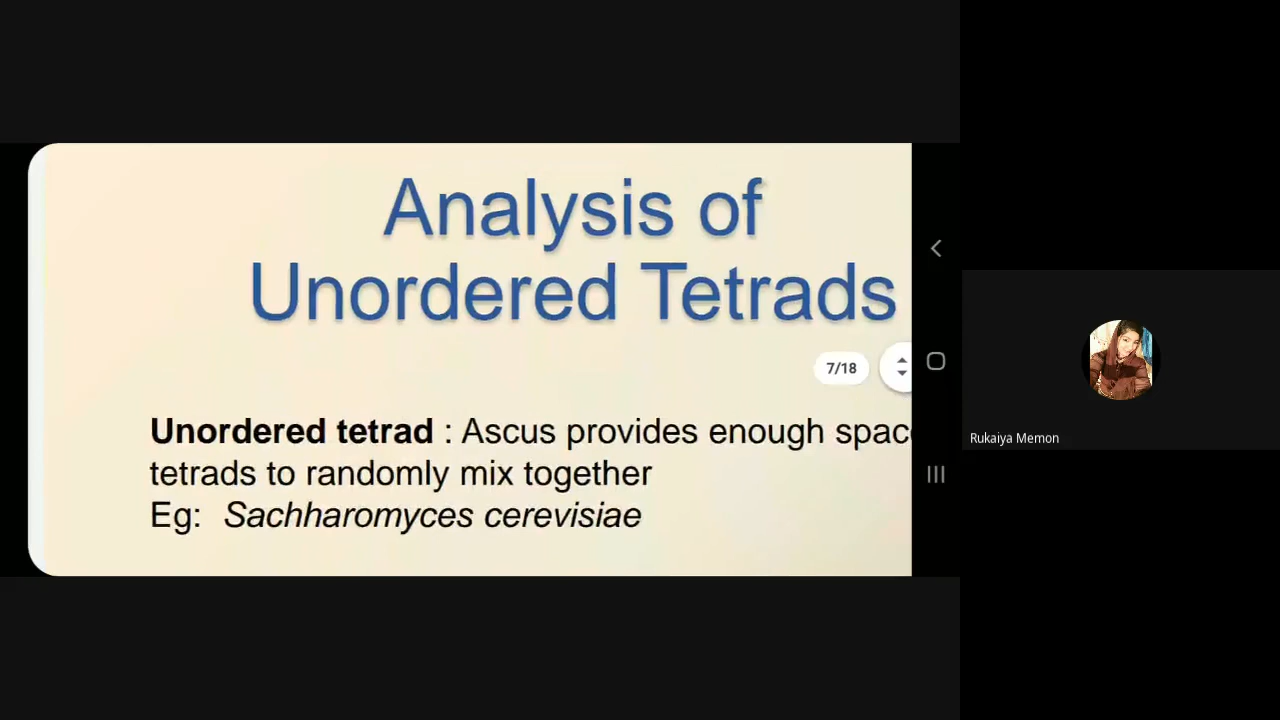 Analysis of
Unordered Tetrads
7/18
Unordered tetrad : Ascus provides enough spac
tetrads to randomly mix together
Eg: Sachharomyces cerevisiae
Rukaiya Memon